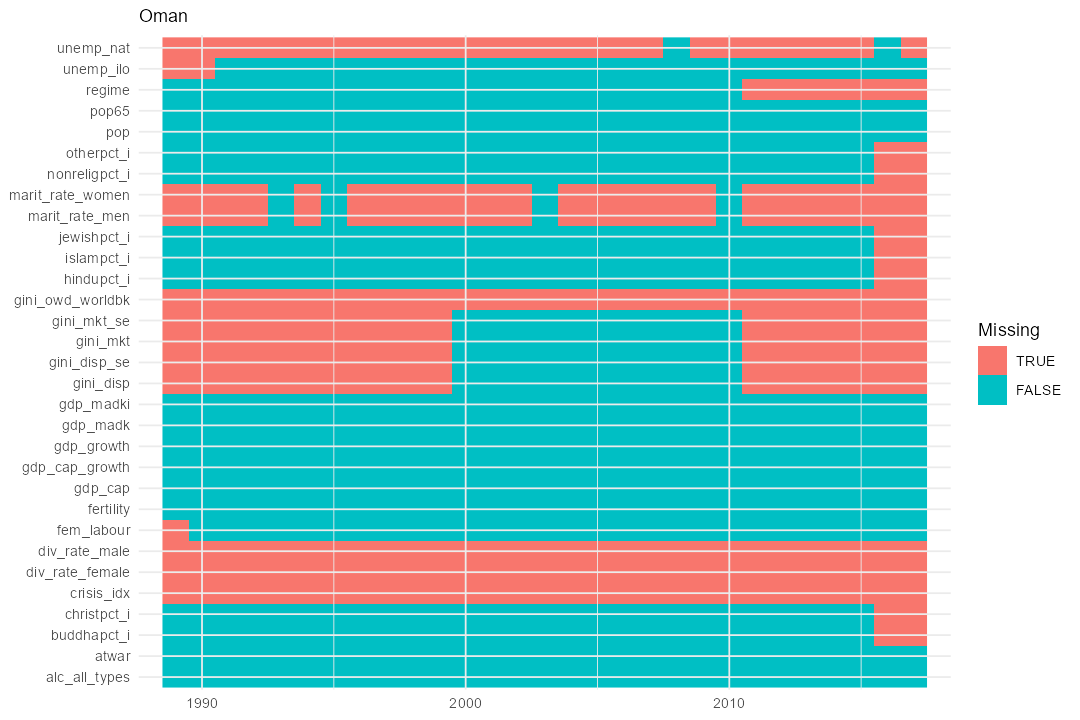 Oman
unemp_nat
unemp_ilo
regime
pop65
pop
otherpct_i
nonreligpct_i
marit_rate_women
marit_rate_men
jewishpct_i
islampct_i
hindupct_i
gini_owd_worldbk
gini_mkt_se
gini_mkt
gini_disp_se
gini_disp
gdp_madki
gdp_madk
gdp_growth
gdp_cap_growth
gdp_cap
fertility
fem_labour
div_rate_male
div_rate_female
crisis_idx
christpct_i
buddhapct_i
atwar
alc_all_types
1990 2000 2010
Missing
TRUE
FALSE